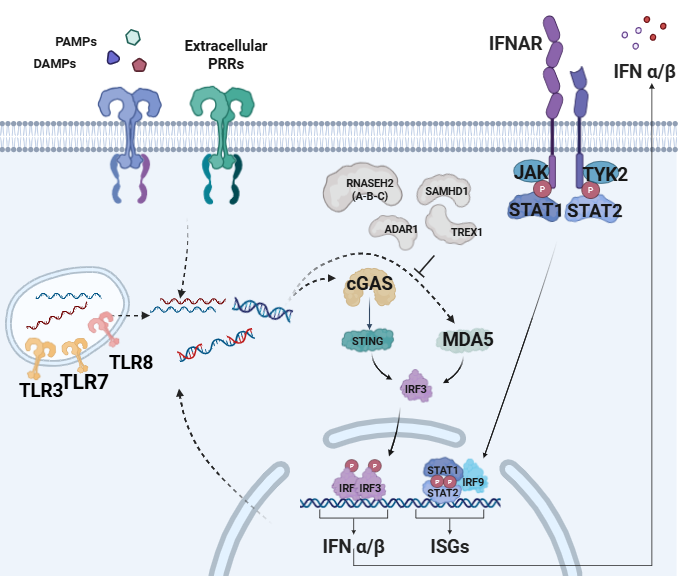 PAMPs
DAMPs
Extracellular
PRRs
IFNAR
IFN α/β
JAK
TYK2
P
P
STAT1
STAT2
RNASEH2
(A-B-C)
SAMHD1
ADAR1
TREX1
cGAS
STING
MDA5
IRF3
TLR8
TLR7
TLR3
P
P
IRF
IRF3
STAT1
P
P
STAT2
IRF9
IFN α/β
ISGs